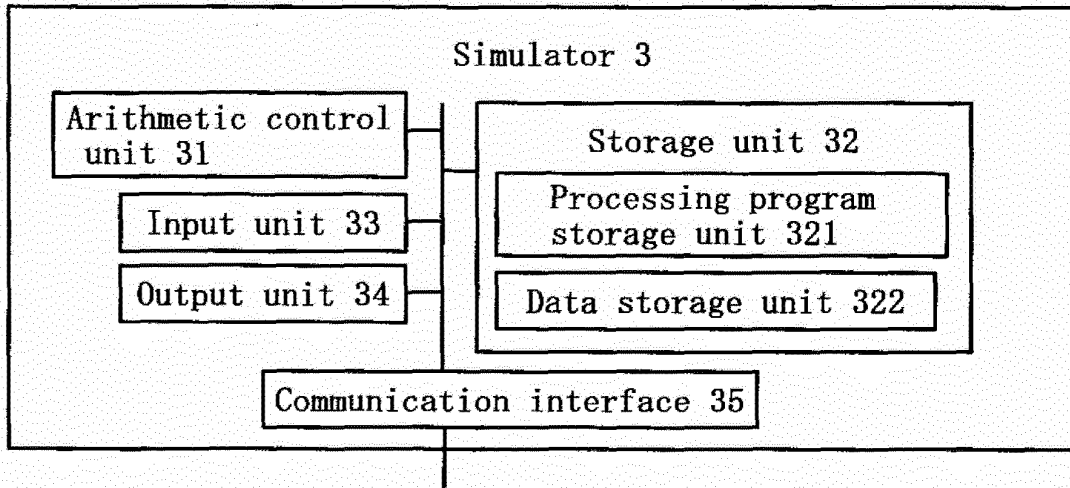 Simulator 3
Arithmetic control
unit 31
Input unit 33
Output unit 34
Storage unit 32
Processing program
storage unit 321
Data storage unit 322
Communication interface 35